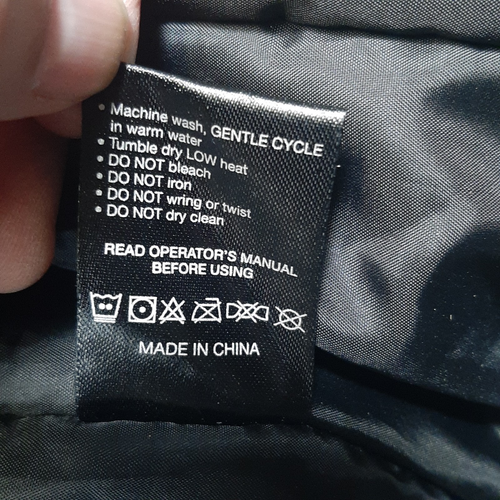 • Machine wash, GENTLE CYCLE
in warm water
• Tumble dry LOW heat
• DO NOT bleach
• DO NOT iron
• DO NOT wring or twist
• DO NOT dry clean
READ OPERATOR'S MANUAL
BEFORE USING
MADE IN CHINA